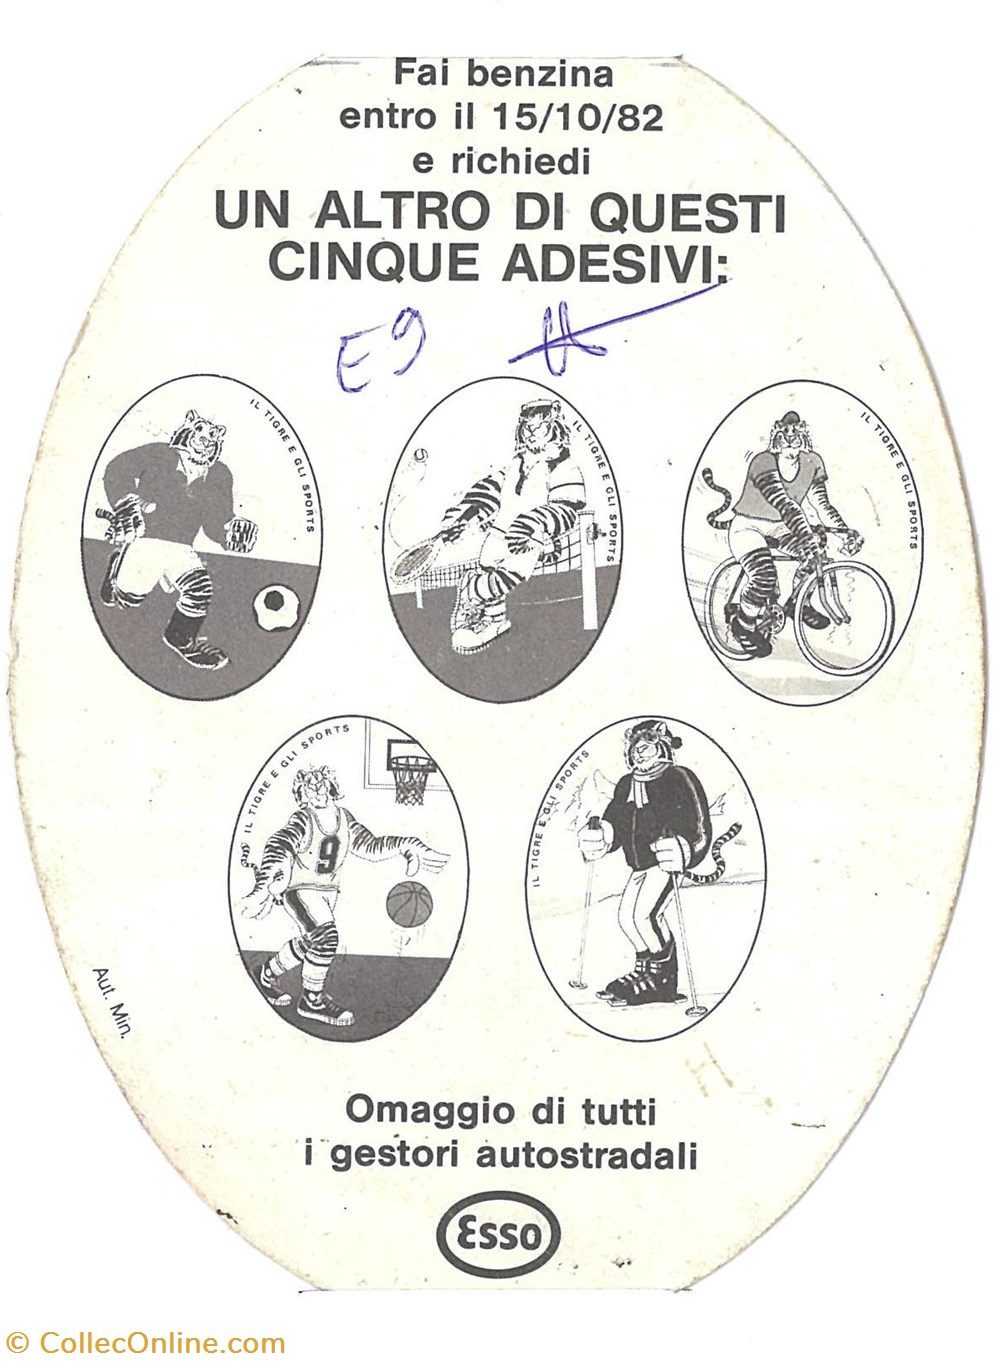 Fai benzina
entro il 15/10/82
e richiedi
UN ALTRO DI QUESTI
CINQUE ADESIVI:
E9
IL TIGRE E GLI SPORTS
IL TIGRE E GLI SPORTS
IL TIGRE E GLI SPORTS
IL TIGRE E GLI SPORTS
9
IL TIGRE E GLI SPORTS
Aut. Min.
Omaggio di tutti
i gestori autostradali
Esso
© CollecOnline.com